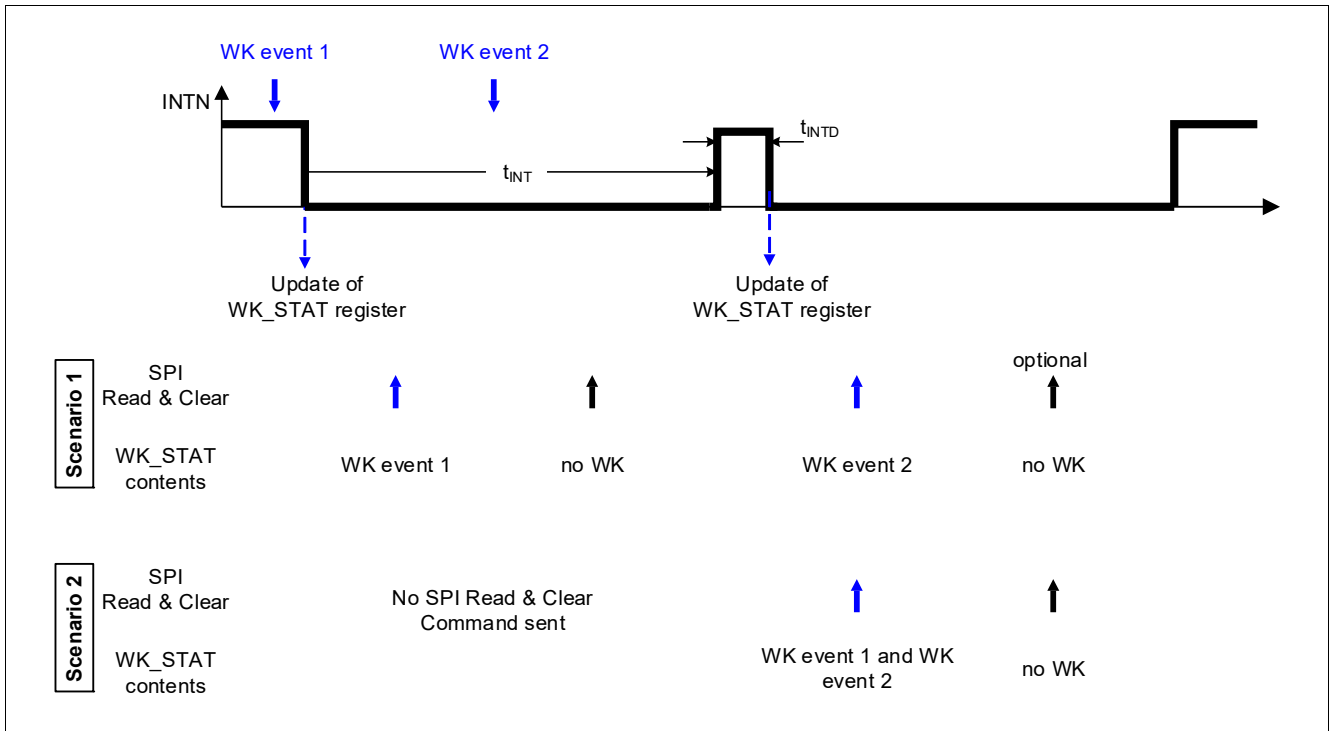 WK event 1
WK event 2
INTN
tINTD
tINT
Update of
WK_STAT register
Update of
WK_STAT register
Scenario 1
SPI
Read & Clear
optional
WK_STAT
contents
WK event 1
no WK
WK event 2
no WK
Scenario 2
SPI
Read & Clear
No SPI Read & Clear
Command sent
WK_STAT
contents
WK event 1 and WK
event 2
no WK